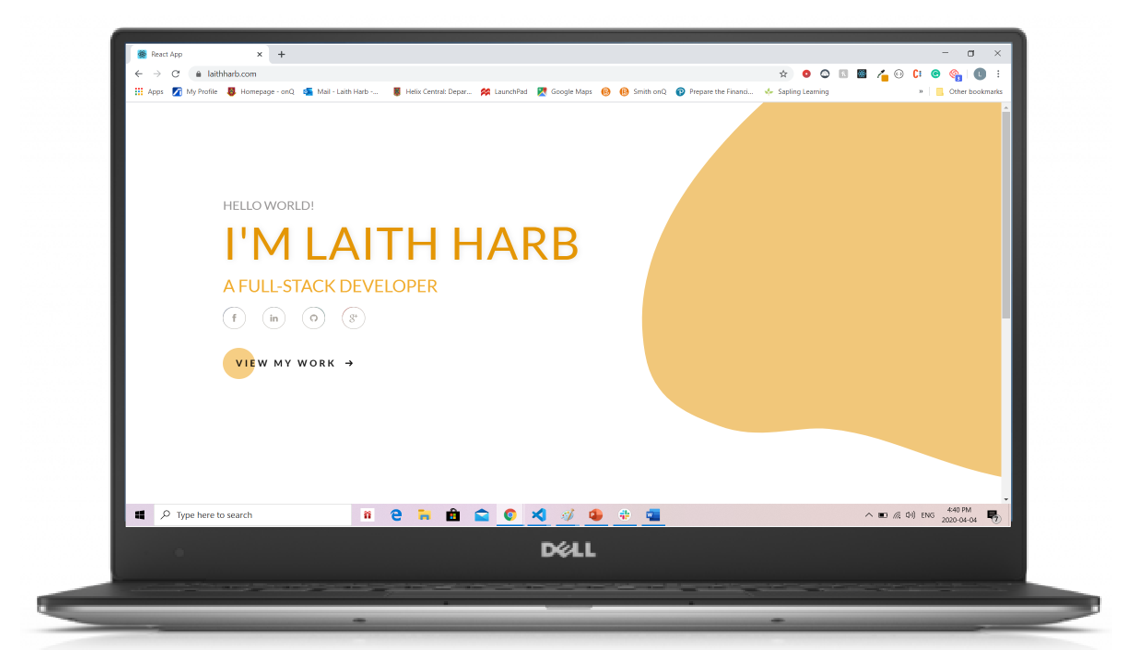 React App
laithharb.com
Apps My Profile Homepage - onQ Mail - Laith Harb -... Helix Central: Depar... LaunchPad Google Maps Smith onQ Prepare the Financi... Sapling Learning » Other bookmarks
HELLO WORLD!
I'M LAITH HARB
A FULL-STACK DEVELOPER
VIEW MY WORK →
Type here to search
ENG
4:40 PM
2020-04-04
DELL